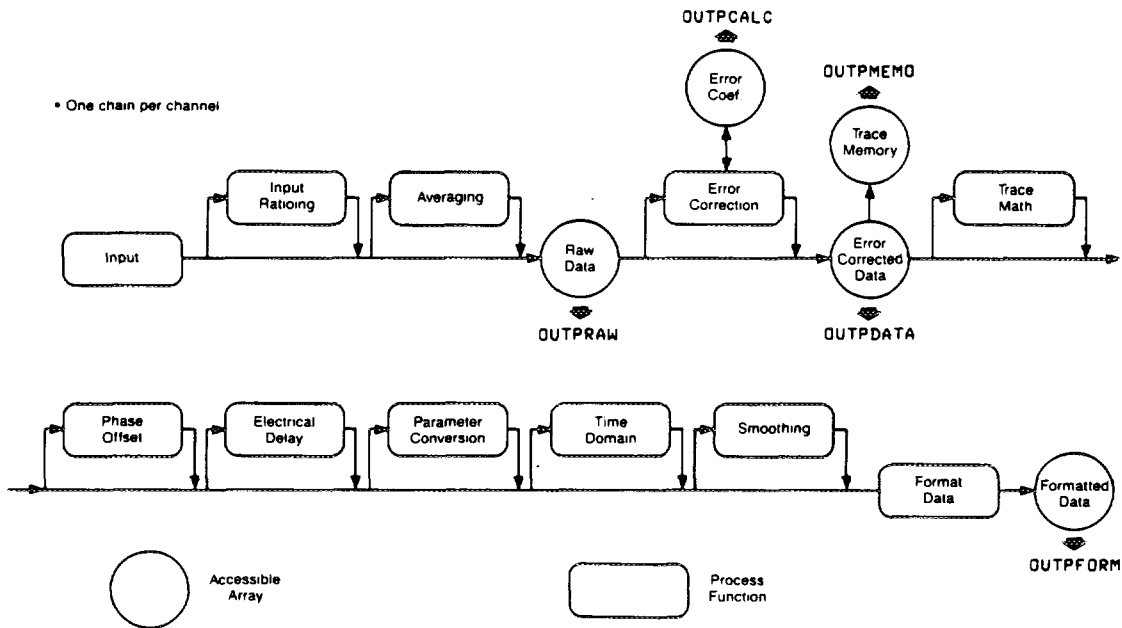 OUTPCALC
Error
Coef.
OUTPMEMO
• One chain per channel
Trace
Memory
Input
Ratioing
Averaging
Error
Correction
Trace
Math
Input
Raw
Data
Error
Corrected
Data
OUTPRAW
OUTPDATA
Phase
Offset
Electrical
Delay
Parameter
Conversion
Time
Domain
Smoothing
Format
Data
Formatted
Data
OUTPFORM
Accessible
Array
Process
Function